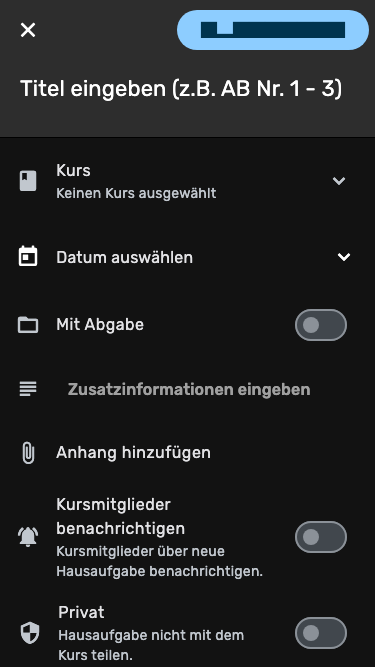 Titel eingeben (z.B. AB Nr. 1 - 3)
Kurs
Keinen Kurs ausgewählt
Datum auswählen
Mit Abgabe
Zusatzinformationen eingeben
Anhang hinzufügen
Kursmitglieder
benachrichtigen
Kursmitglieder über neue
Hausaufgabe benachrichtigen.
Privat
Hausaufgabe nicht mit dem
Kurs teilen.